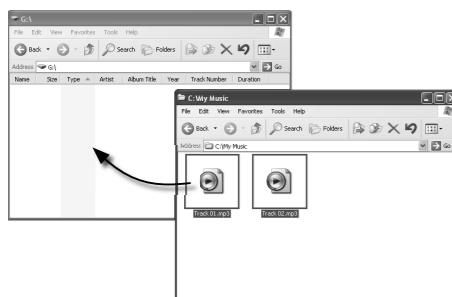 G:\
File Edit View Favorites Tools Help
Back Search Folders
Address G:\ Go
Name Size Type Artist Album Title Year Track Number Duration
C:\My Music
File Edit View Favorites Tools Help
Back Search Folders
Address C:\My Music Go
Track 01.mp3 Track 02.mp3